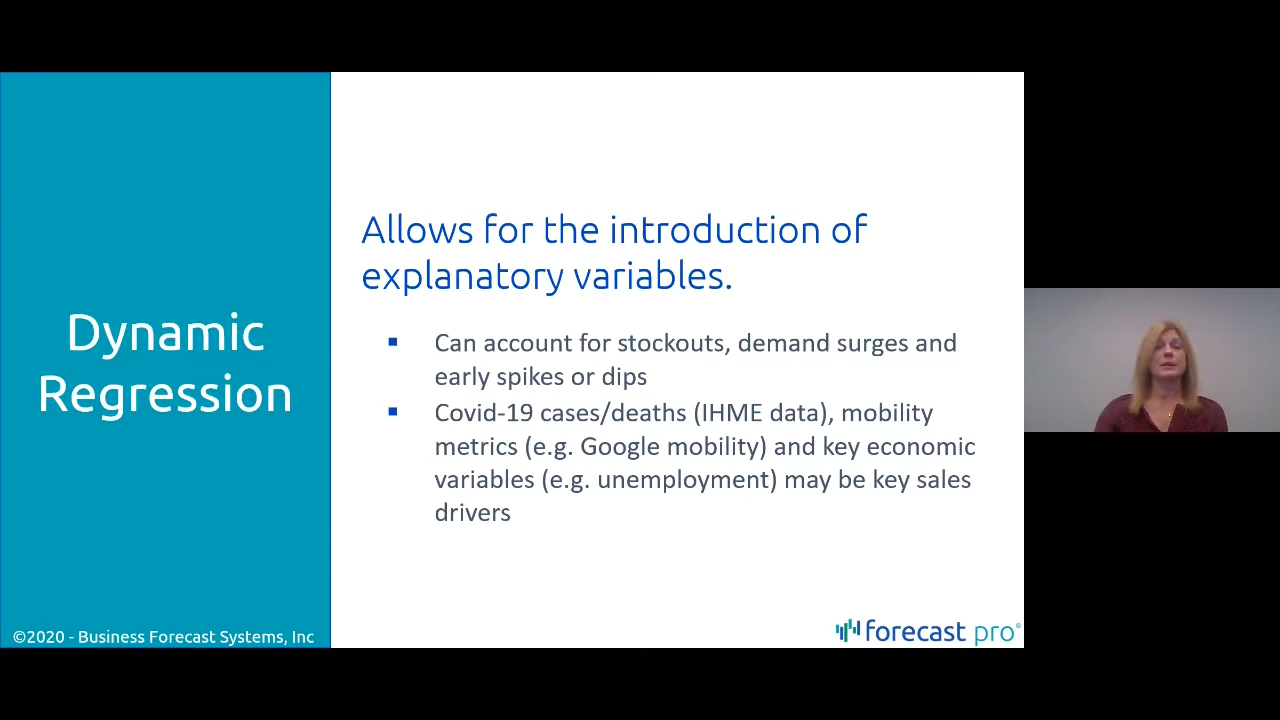 Dynamic
Regression
Allows for the introduction of
explanatory variables.
▪ Can account for stockouts, demand surges and
early spikes or dips
▪ Covid-19 cases/deaths (IHME data), mobility
metrics (e.g. Google mobility) and key economic
variables (e.g. unemployment) may be key sales
drivers
©2020 - Business Forecast Systems, Inc
forecast pro®